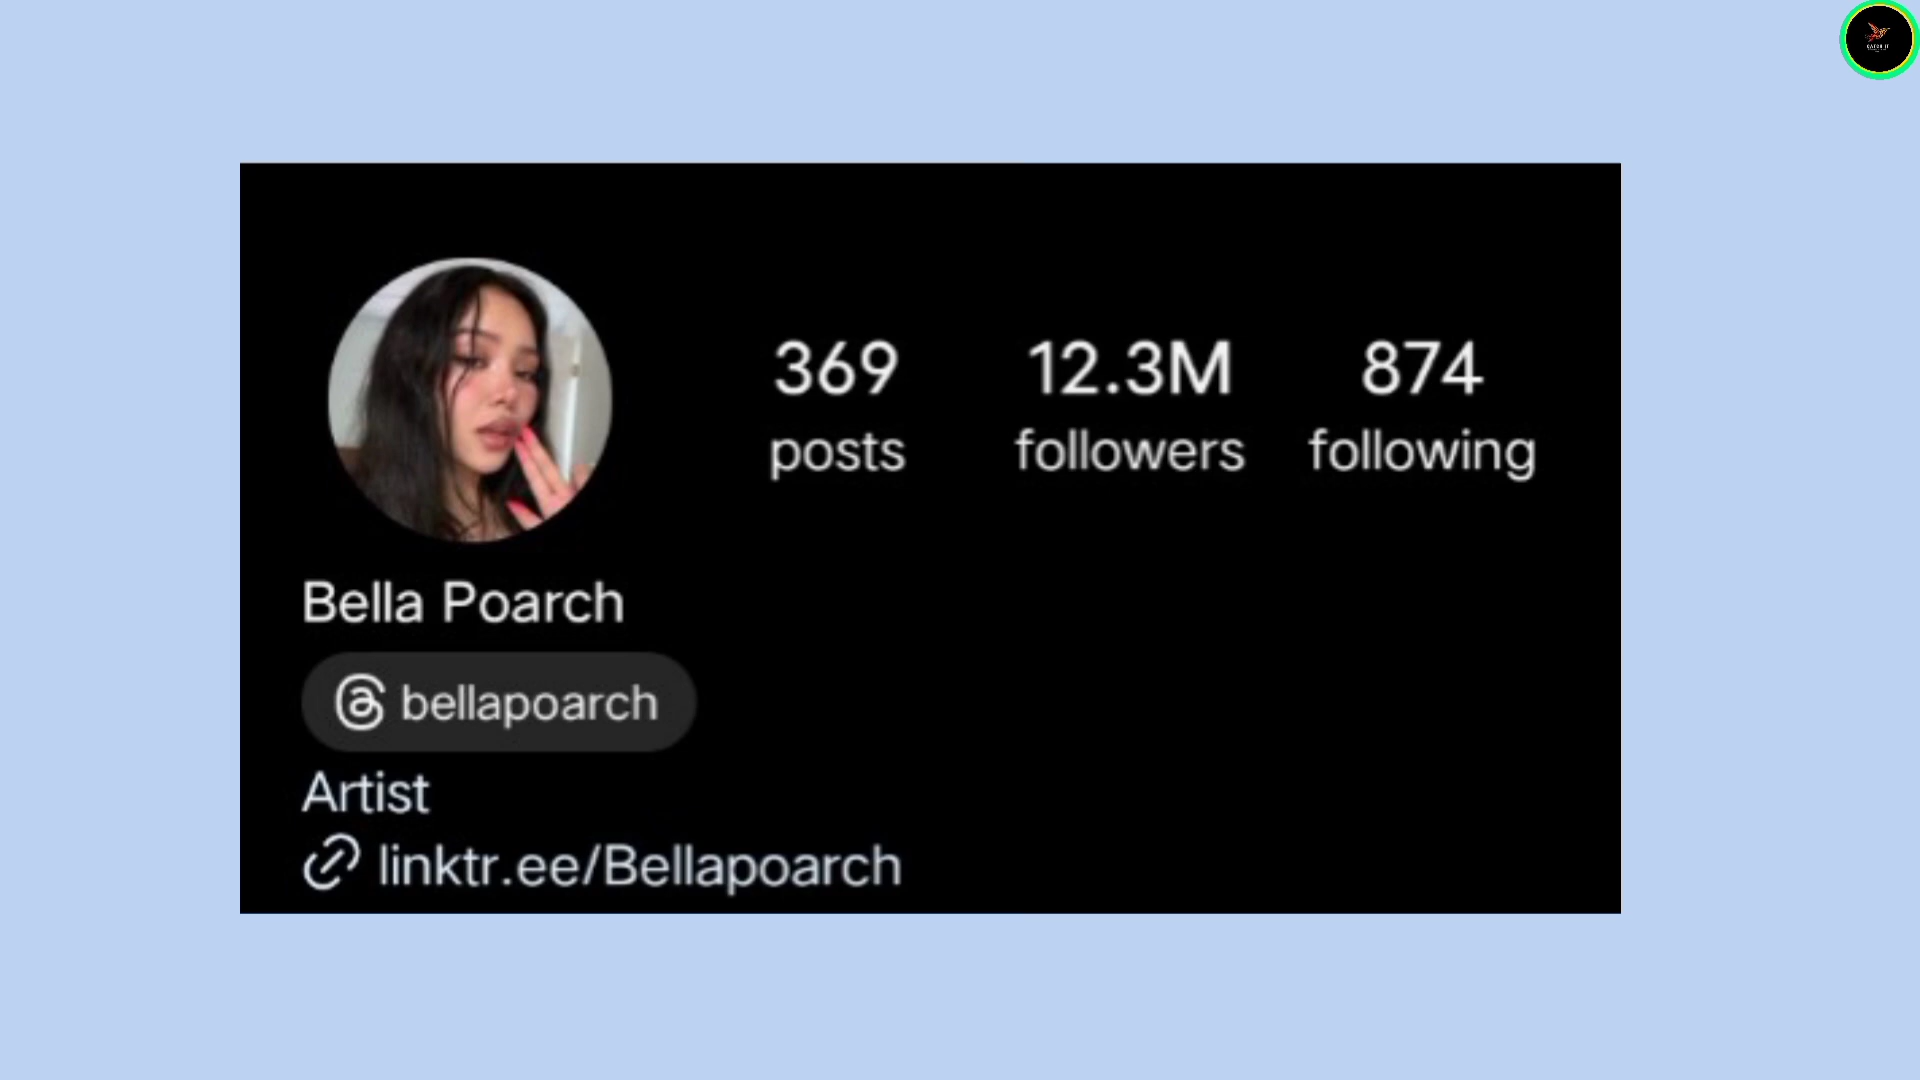 369 12.3M 874
posts followers following
Bella Poarch
bellapoarch
Artist
linktr.ee/Bellapoarch